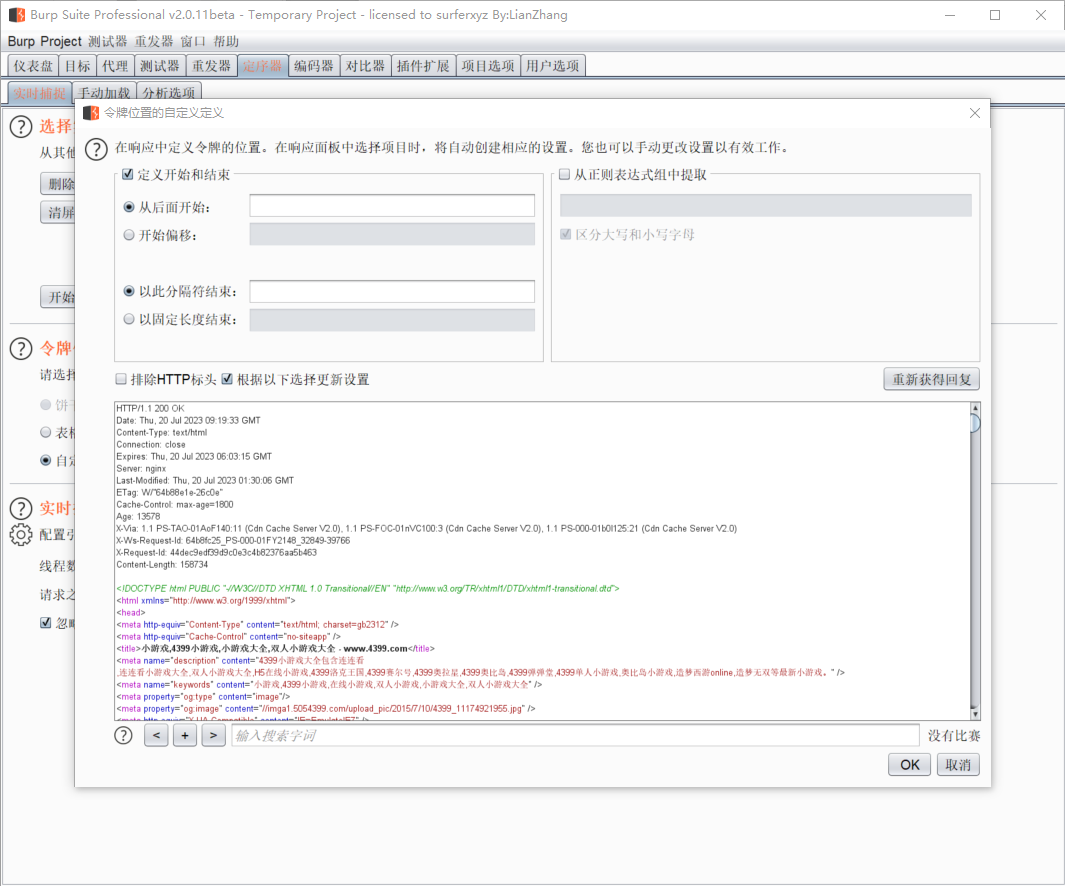 Burp Suite Professional v2.0.11beta - Temporary Project - licensed to surferxyz By:LianZhang
Burp Project 测试器 重发器 窗口 帮助
仪表盘 目标 代理 测试器 重发器 定序器 编码器 对比器 插件扩展 项目选项 用户选项
实时捕捉 手动加载 分析选项
令牌位置的自定义定义
选择
从其他
删除
清屏
开始
令牌
请选择
饼干
表格
自定
实时
配置引
线程数
请求之
忽略
在响应中定义令牌的位置。在响应面板中选择项目时，将自动创建相应的设置。您也可以手动更改设置以有效工作。
定义开始和结束
从后面开始:
开始偏移:
以此分隔符结束:
以固定长度结束:
从正则表达式组中提取
区分大写和小写字母
排除HTTP标头 根据以下选择更新设置
重新获得回复
HTTP/1.1 200 OK
Date: Thu, 20 Jul 2023 09:19:33 GMT
Content-Type: text/html
Connection: close
Expires: Thu, 20 Jul 2023 06:03:15 GMT
Server: nginx
Last-Modified: Thu, 20 Jul 2023 01:30:06 GMT
ETag: W/"64b88e1e-26c0e"
Cache-Control: max-age=1800
Age: 13578
X-Via: 1.1 PS-TAO-01AoF140:11 (Cdn Cache Server V2.0), 1.1 PS-FOC-01nVC100:3 (Cdn Cache Server V2.0), 1.1 PS-000-01b0I125:21 (Cdn Cache Server V2.0)
X-Ws-Request-Id: 64b8fc25_PS-000-01FY2148_32849-39766
X-Request-Id: 44dec9edf39d9c0e3c4b82376aa5b463
Content-Length: 158734
<!DOCTYPE html PUBLIC "-//W3C//DTD XHTML 1.0 Transitional//EN" "http://www.w3.org/TR/xhtml1/DTD/xhtml1-transitional.dtd">
<html xmlns="http://www.w3.org/1999/xhtml">
<head>
<meta http-equiv="Content-Type" content="text/html; charset=gb2312" />
<meta http-equiv="Cache-Control" content="no-siteapp" />
<title>小游戏,4399小游戏,小游戏大全,双人小游戏大全 - www.4399.com</title>
<meta name="description" content="4399小游戏大全包含连连看
,连连看小游戏大全,双人小游戏大全,H5在线小游戏,4399洛克王国,4399赛尔号,4399奥拉星,4399奥比岛,4399弹弹堂,4399单人小游戏,奥比岛小游戏,造梦西游online,造梦无双等最新小游戏。" />
<meta name="keywords" content="小游戏,4399小游戏,在线小游戏,双人小游戏,小游戏大全,双人小游戏大全" />
<meta property="og:type" content="image"/>
<meta property="og:image" content="//imga1.5054399.com/upload_pic/2015/7/10/4399_11174921955.jpg" />
<meta http-equiv="X-UA-Compatible" content="IE=EmulateIE7" />
< + > 输入搜索字词 没有比赛
OK 取消